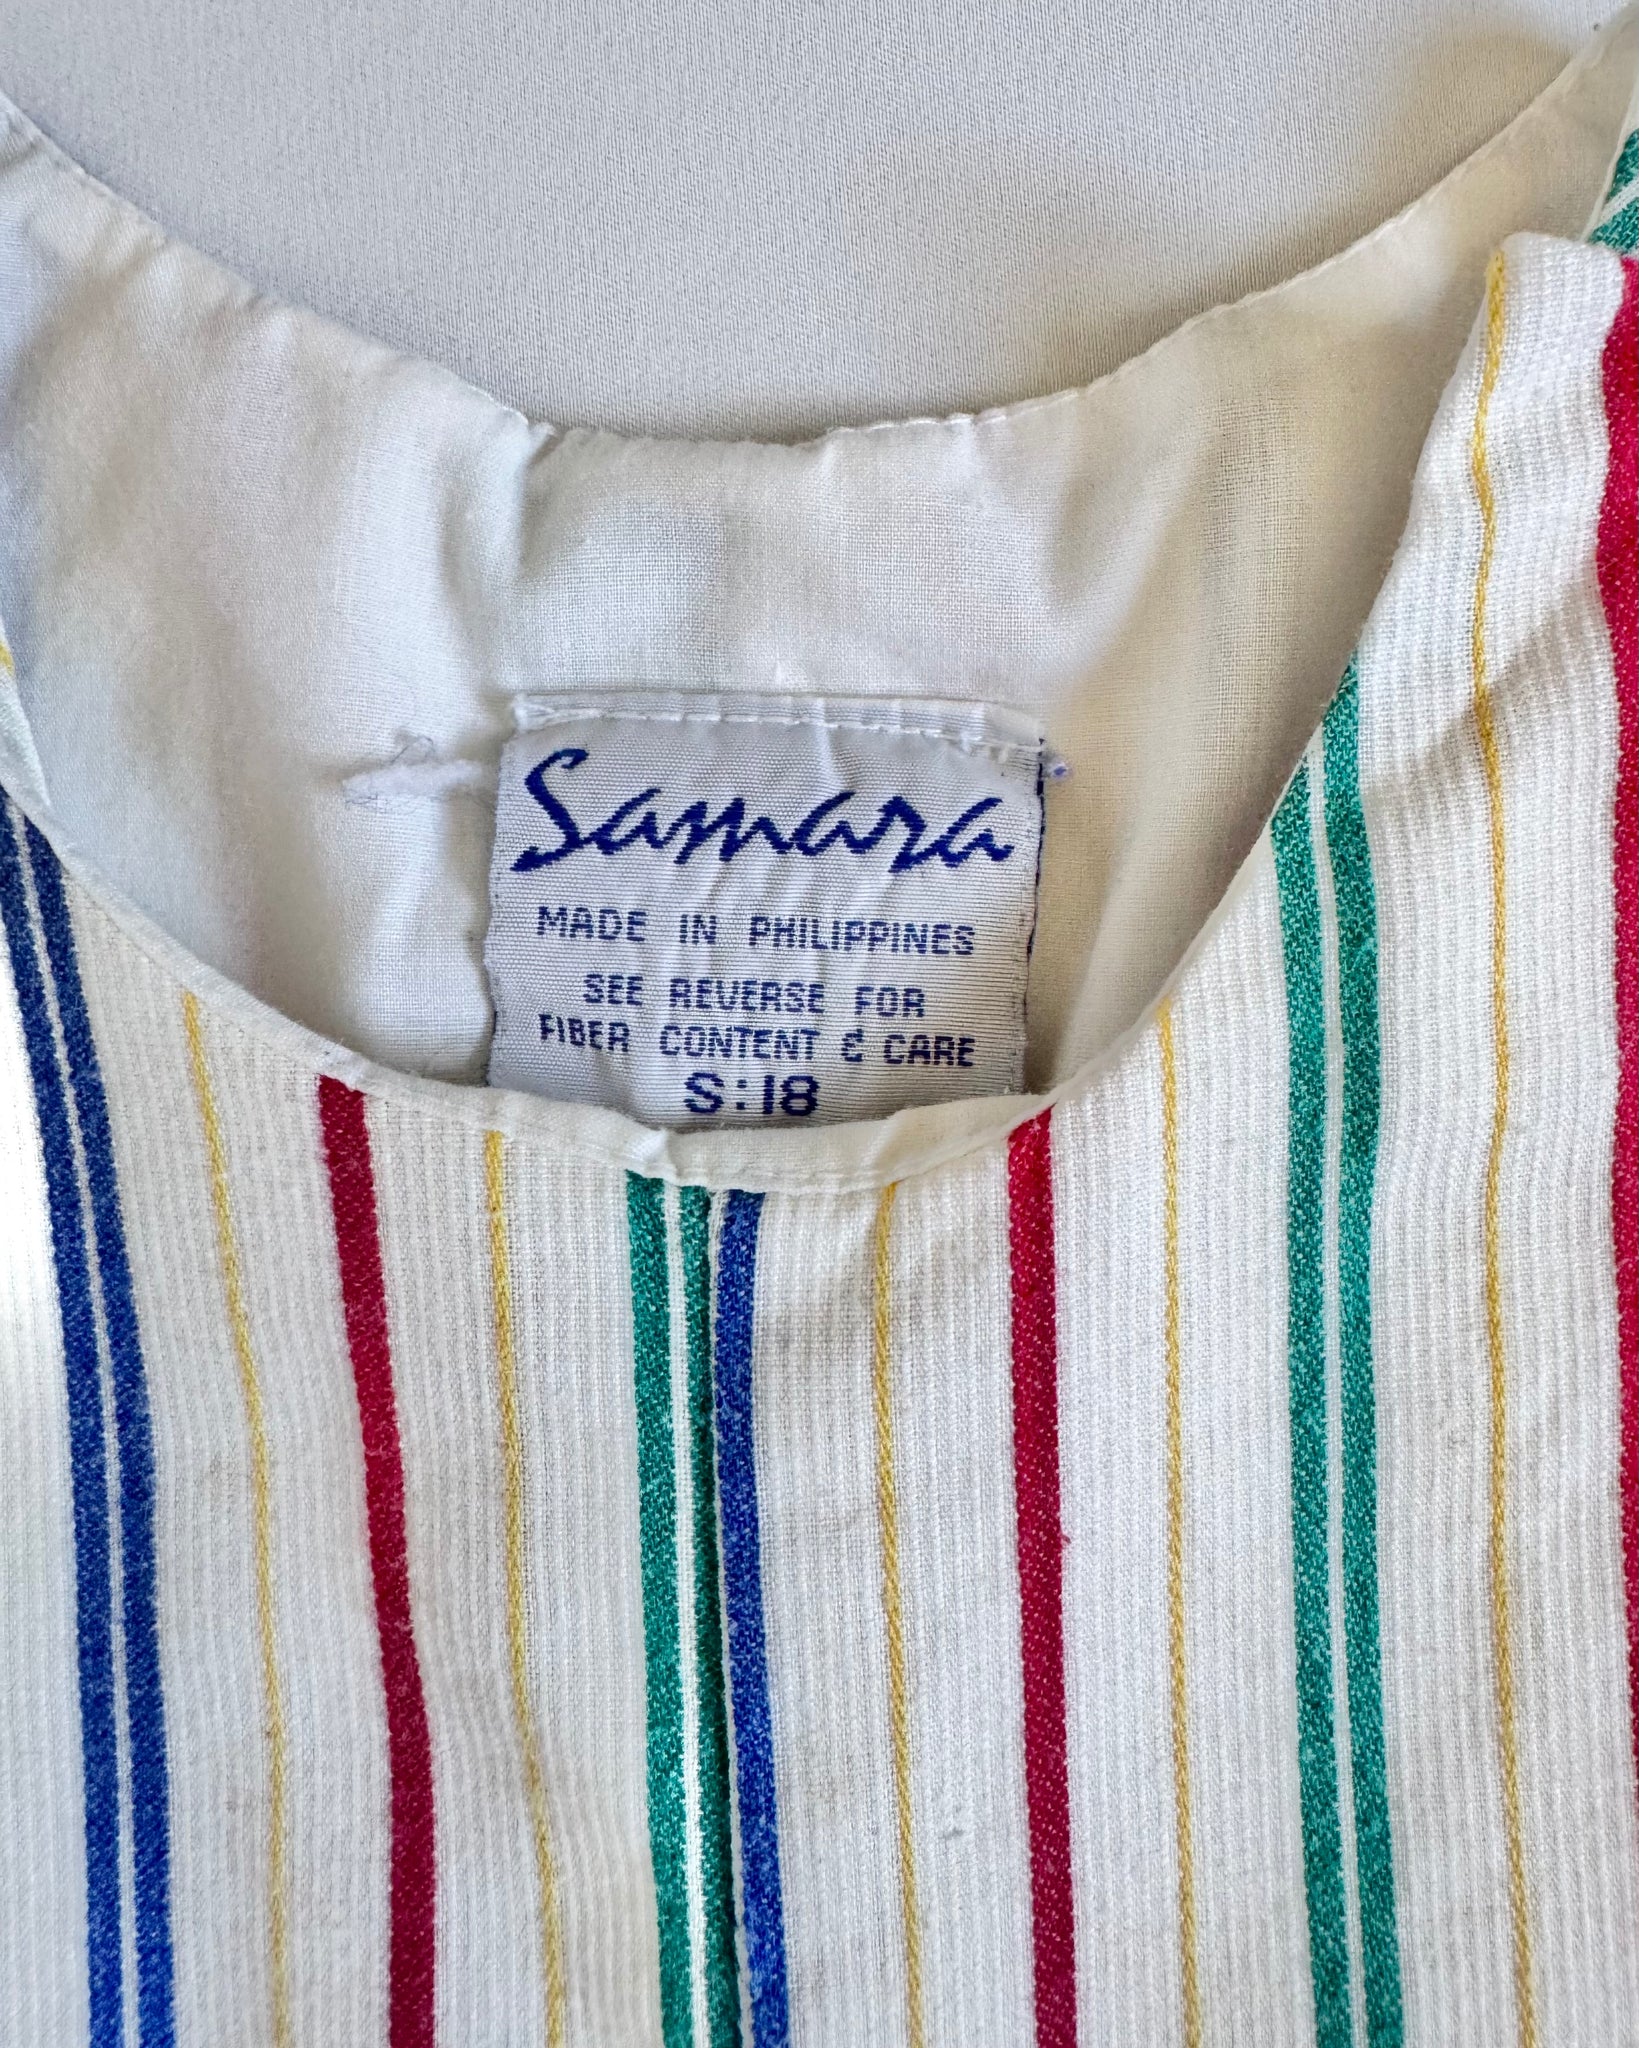 Samara
MADE IN PHILIPPINES
SEE REVERSE FOR
FIBER CONTENT & CARE
S:18